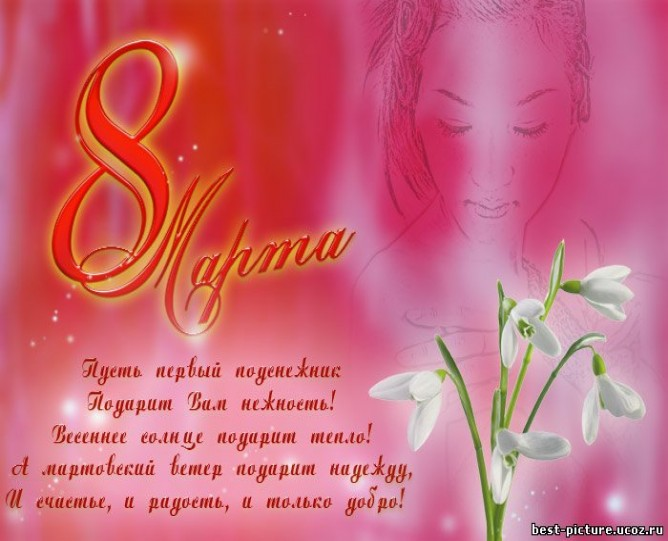 8 Марта
Пусть первый подснежник
Подарит Вам нежность!
Весеннее солнце подарит тепло!
А мартовский ветер подарит надежду,
И счастье, и радость, и только добро!
best-picture.ucoz.ru